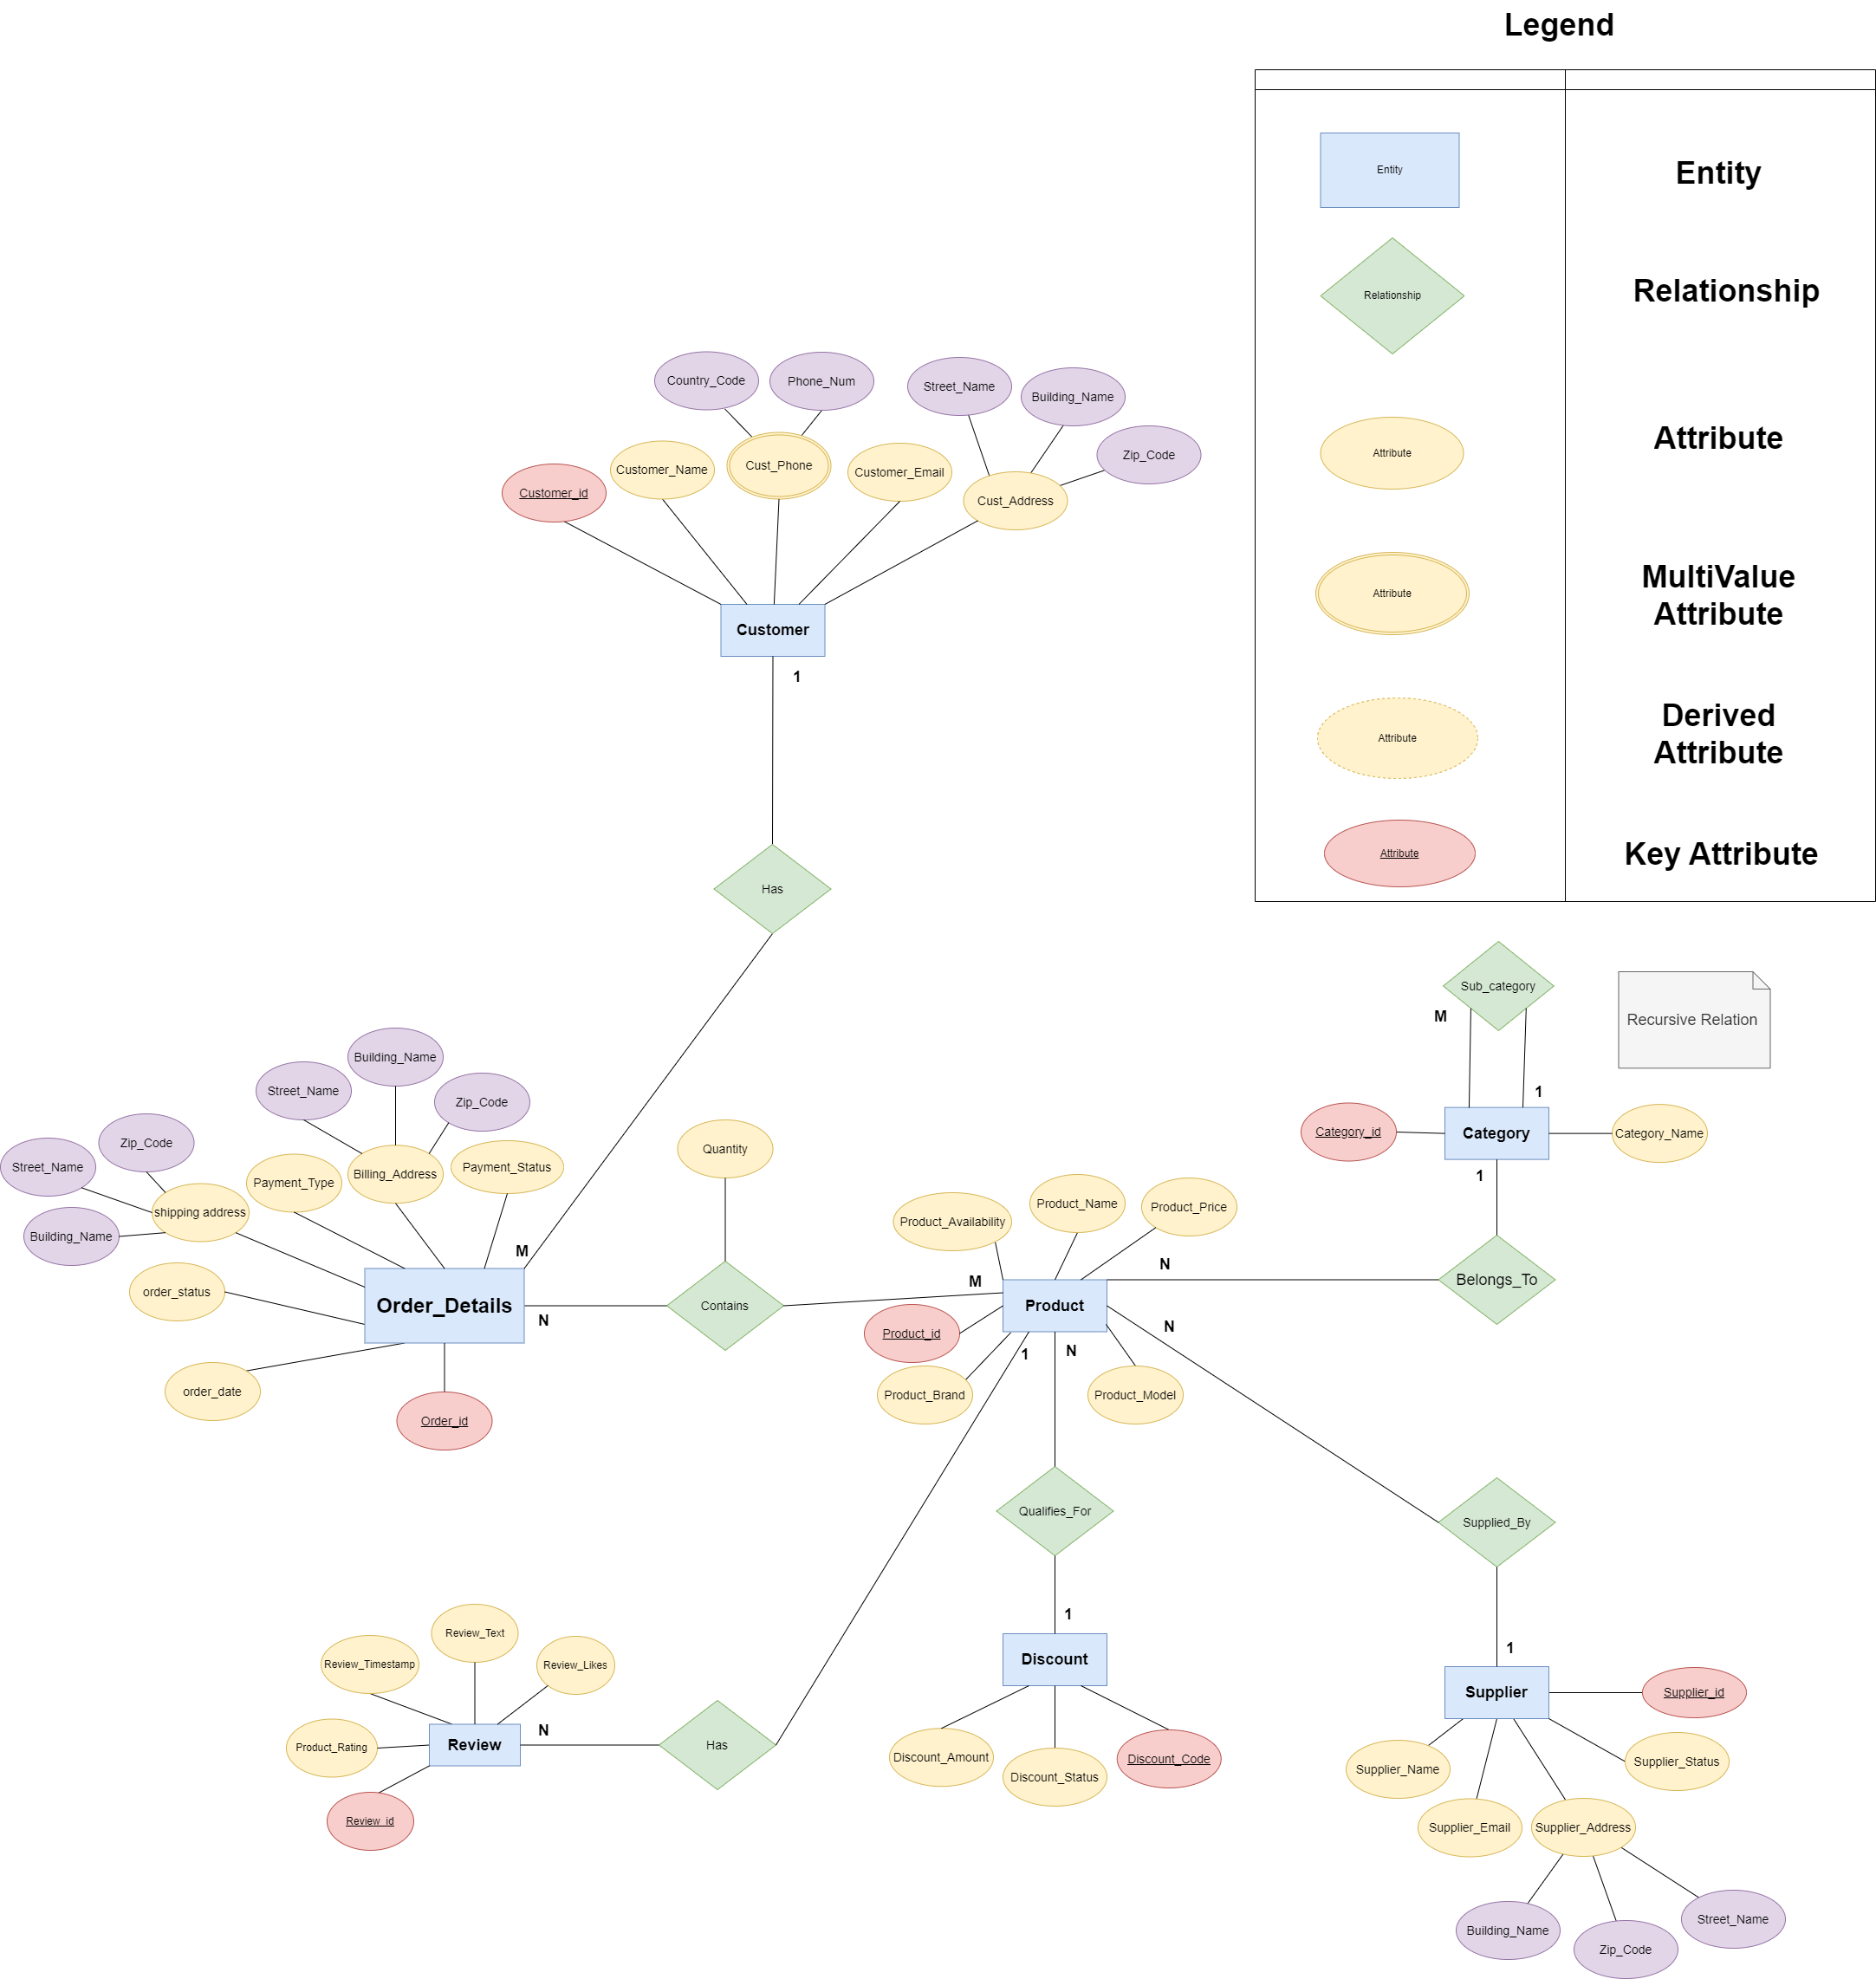 Legend
Entity
Entity
Relationship
Relationship
Attribute
Attribute
Attribute
MultiValue
Attribute
Attribute
Derived
Attribute
Attribute
Key Attribute
Country_Code
Phone_Num
Street_Name
Building_Name
Zip_Code
Customer_id
Customer_Name
Cust_Phone
Customer_Email
Cust_Address
Customer
1
Has
M
Sub_category
M
1
Recursive Relation
Category_id
Category
Category_Name
1
Belongs_To
N
Building_Name
Street_Name
Zip_Code
Zip_Code
Street_Name
Building_Name
shipping address
Payment_Type
Billing_Address
Payment_Status
order_status
order_date
Order_Details
Order_id
N
Quantity
Contains
M
Product_Availability
Product_Name
Product_Price
Product
Product_id
Product_Brand
Product_Model
1
N
N
Qualifies_For
1
Discount
Discount_Amount
Discount_Status
Discount_Code
Supplied_By
1
Supplier
Supplier_id
Supplier_Name
Supplier_Status
Supplier_Email
Supplier_Address
Building_Name
Zip_Code
Street_Name
Review_Timestamp
Review_Text
Review_Likes
Product_Rating
Review
Review_id
N
Has